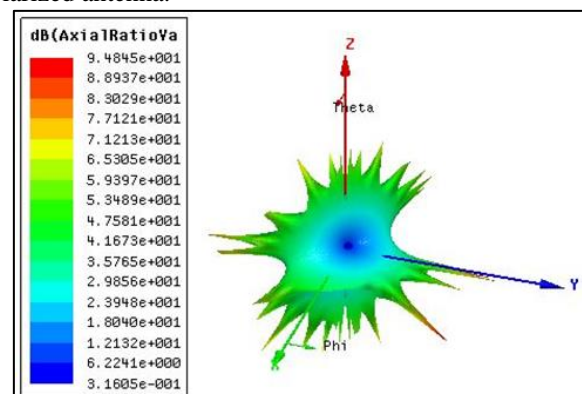 dB(AxialRatioVa
9.4845e+001
8.8937e+001
8.3029e+001
7.7121e+001
7.1213e+001
6.5305e+001
5.9397e+001
5.3489e+001
4.7581e+001
4.1673e+001
3.5765e+001
2.9856e+001
2.3948e+001
1.8040e+001
1.2132e+001
6.2241e+000
3.1605e-001
Z
Theta
Y
Phi
X